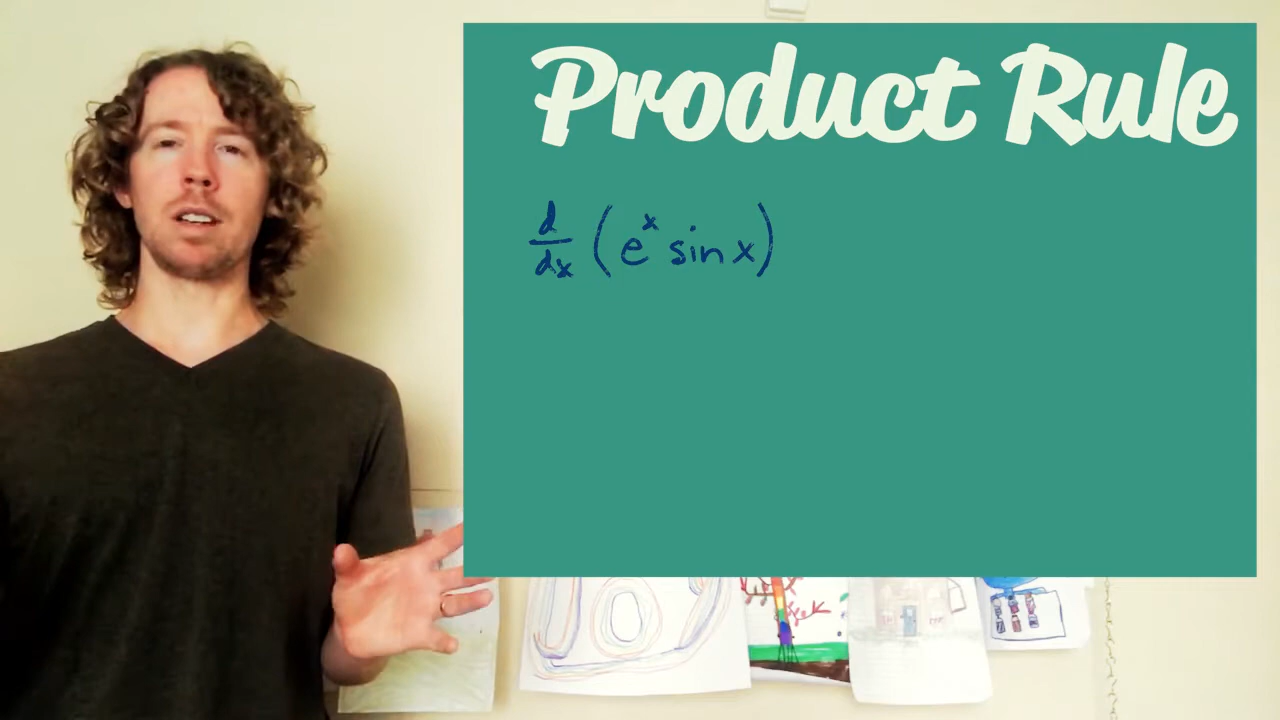 Product Rule
d/dx (e^x sin x)